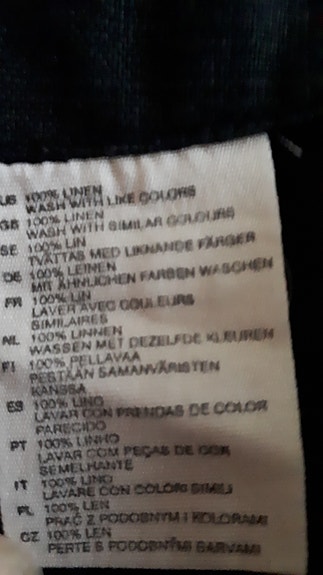 US 100% LINEN
WASH WITH LIKE COLORS
GB 100% LINEN
WASH WITH SIMILAR COLOURS
SE 100% LIN
TVÄTTAS MED LIKNANDE FÄRGER
DE 100% LEINEN
MIT ÄHNLICHEN FARBEN WASCHEN
FR 100% LIN
LAVER AVEC COULEURS
SIMILAIRES
NL 100% LINNEN
WASSEN MET DEZELFDE KLEUREN
FI 100% PELLAVAA
PESTÄÄN SAMANVÄRISTEN
KANSSA
ES 100% LINO
LAVAR CON PRENDAS DE COLOR
PARECIDO
PT 100% LINHO
LAVAR COM PEÇAS DE COR
SEMELHANTE
IT 100% LINO
LAVARE CON COLORI SIMILI
PL 100% LEN
PRAĆ Z PODOBNYMI KOLORAMI
CZ 100% LEN
PERTE S PODOBNÝMI BARVAMI